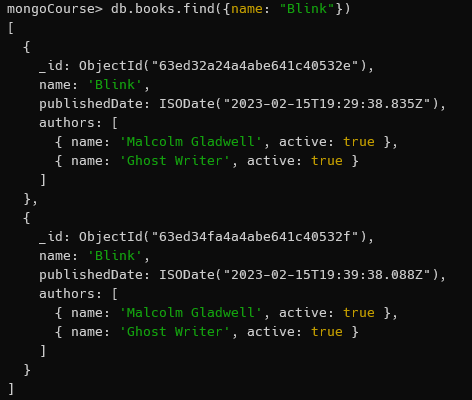 mongoCourse> db.books.find({name: "Blink"})
[
  {
    _id: ObjectId("63ed32a24a4abe641c40532e"),
    name: 'Blink',
    publishedDate: ISODate("2023-02-15T19:29:38.835Z"),
    authors: [
      { name: 'Malcolm Gladwell', active: true },
      { name: 'Ghost Writer', active: true }
    ]
  },
  {
    _id: ObjectId("63ed34fa4a4abe641c40532f"),
    name: 'Blink',
    publishedDate: ISODate("2023-02-15T19:39:38.088Z"),
    authors: [
      { name: 'Malcolm Gladwell', active: true },
      { name: 'Ghost Writer', active: true }
    ]
  }
]